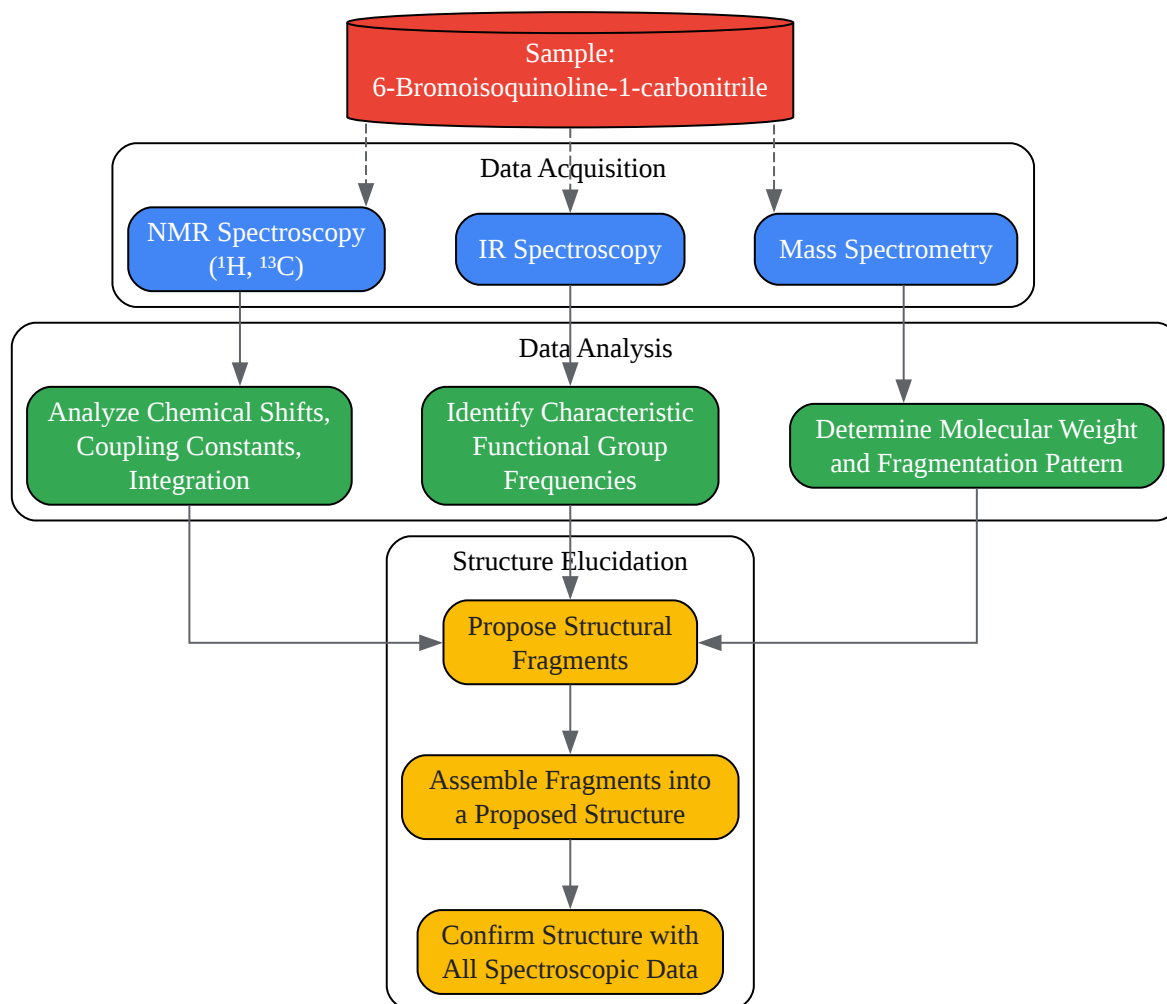 Sample:
6-Bromoisoquinoline-1-carbonitrile
Data Acquisition
NMR Spectroscopy
(¹H, ¹³C)
IR Spectroscopy
Mass Spectrometry
Data Analysis
Analyze Chemical Shifts,
Coupling Constants,
Integration
Identify Characteristic
Functional Group
Frequencies
Determine Molecular Weight
and Fragmentation Pattern
Structure Elucidation
Propose Structural
Fragments
Assemble Fragments into
a Proposed Structure
Confirm Structure with
All Spectroscopic Data